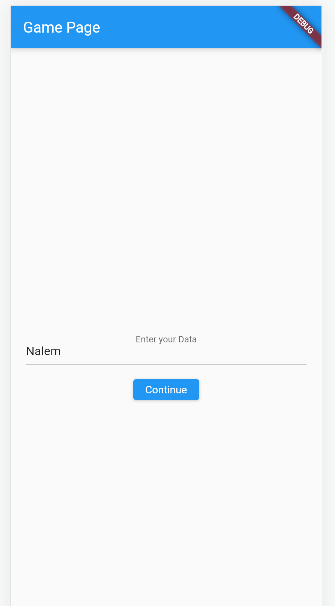 Game Page
DEBUG
Enter your Data
Nalem
Continue